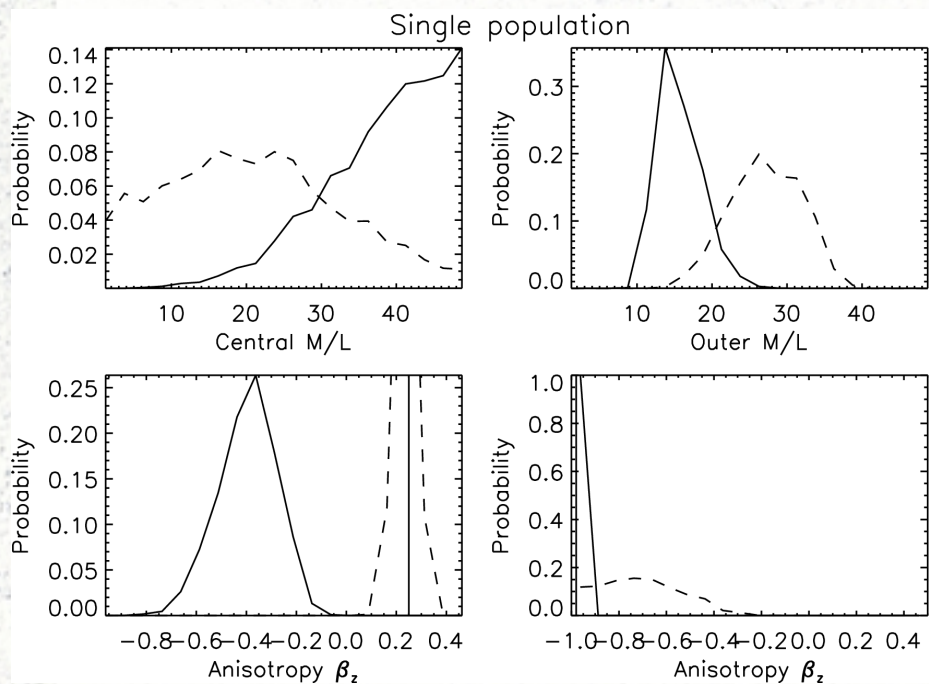 Single population
0.14
0.12
0.10
0.08
0.06
0.04
0.02
Probability
10 20 30 40
Central M/L
0.3
0.2
0.1
0.0
Probability
10 20 30 40
Outer M/L
0.25
0.20
0.15
0.10
0.05
0.00
Probability
−0.8−0.6−0.4−0.2 0.0 0.2 0.4
Anisotropy βz
1.0
0.8
0.6
0.4
0.2
0.0
Probability
−1.0−0.8−0.6−0.4−0.2 0.0 0.2 0.4
Anisotropy βz